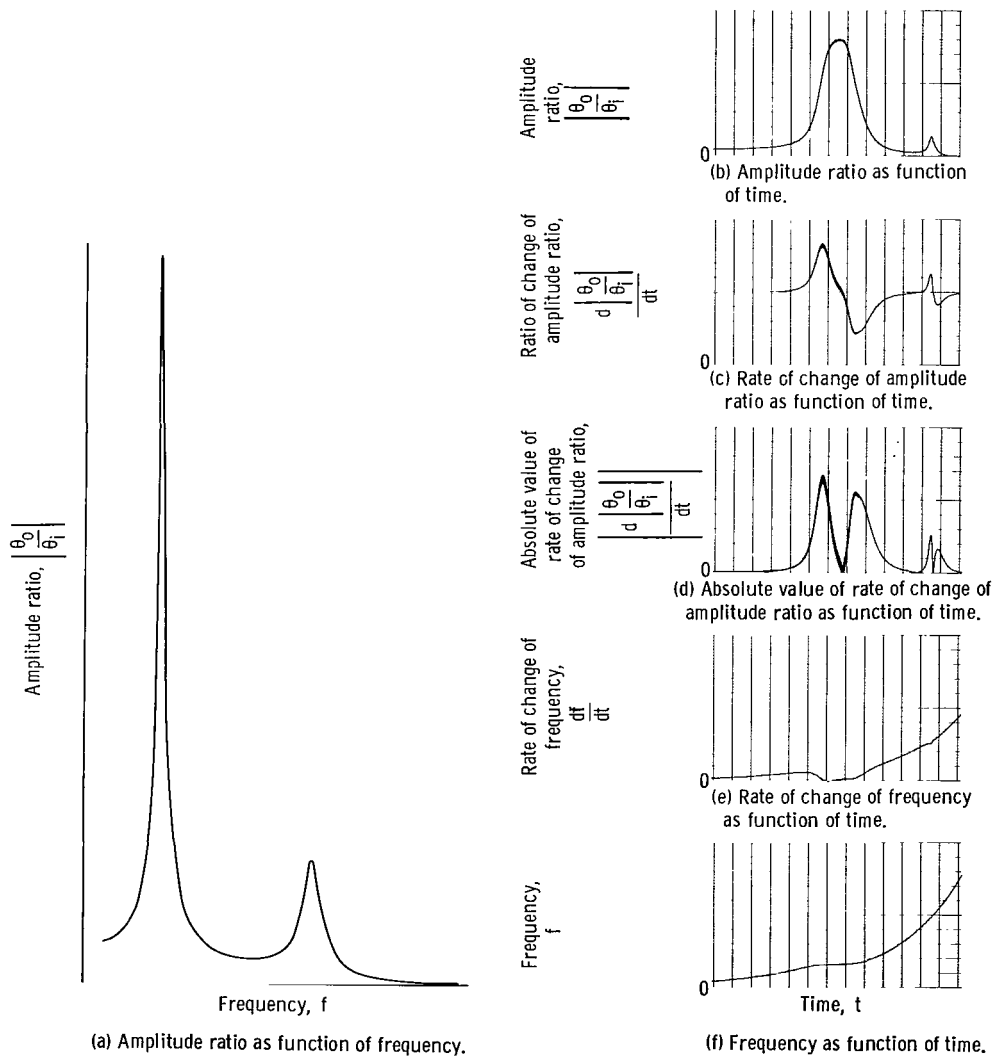 Amplitude ratio, |θo/θi|
Frequency, f
(a) Amplitude ratio as function of frequency.
Amplitude
ratio,
|θo/θi|
0
(b) Amplitude ratio as function
of time.
Ratio of change of
amplitude ratio,
d |θo/θi|
dt
0
(c) Rate of change of amplitude
ratio as function of time.
Absolute value of
rate of change
of amplitude ratio,
|d |θo/θi|
dt|
0
(d) Absolute value of rate of change of
amplitude ratio as function of time.
Rate of change of
frequency,
df
dt
0
(e) Rate of change of frequency
as function of time.
Frequency,
f
0
Time, t
(f) Frequency as function of time.